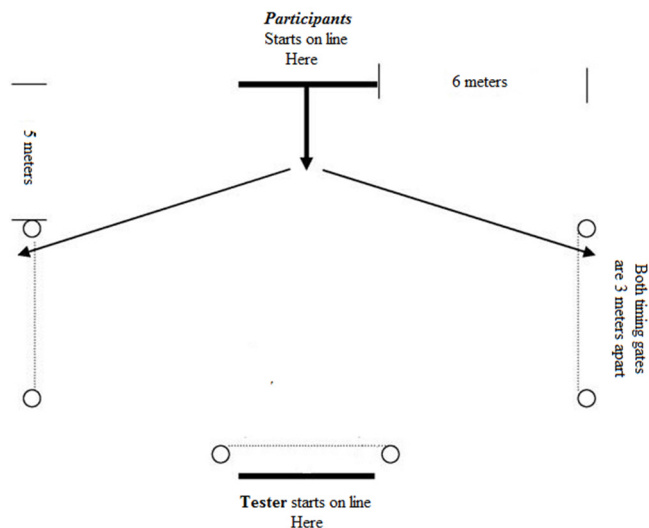 Participants
Starts on line
Here
6 meters
5 meters
Both timing gates
are 3 meters apart
Tester starts on line
Here